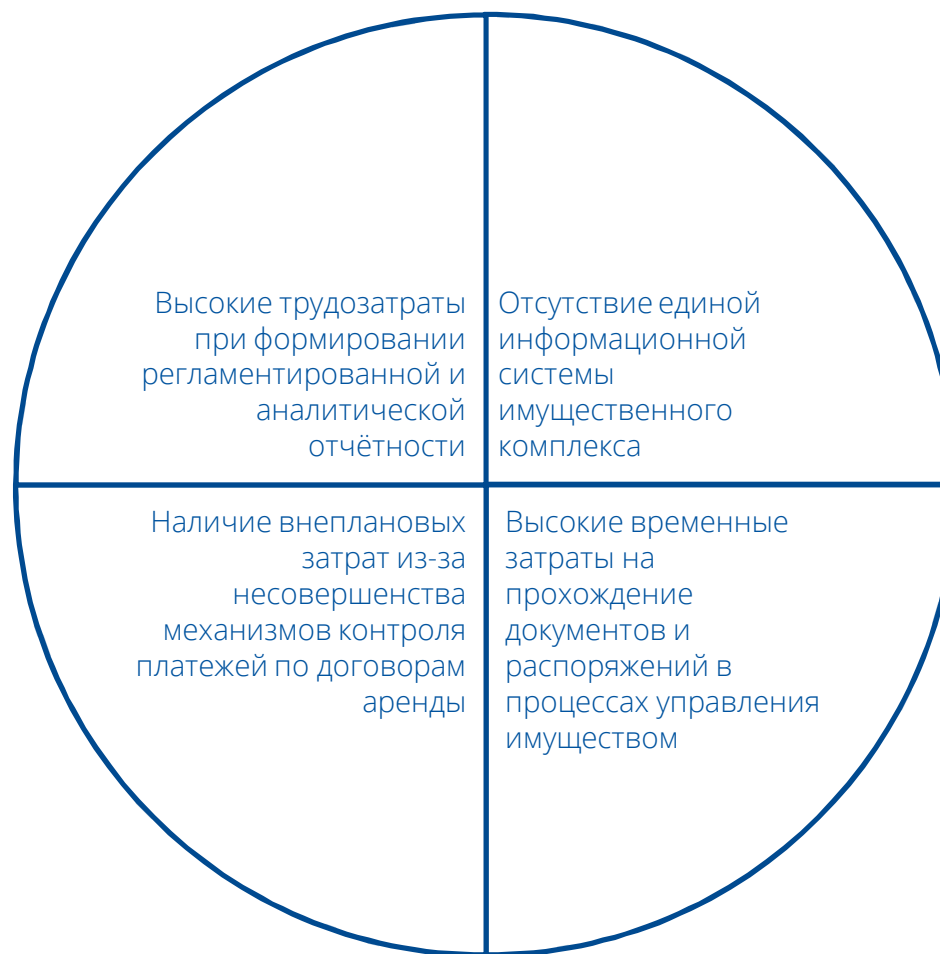 Высокие трудозатраты
при формировании
регламентированной и
аналитической
отчётности
Отсутствие единой
информационной
системы
имущественного
комплекса
Наличие внеплановых
затрат из-за
несовершенства
механизмов контроля
платежей по договорам
аренды
Высокие временные
затраты на
прохождение
документов и
распоряжений в
процессах управления
имуществом